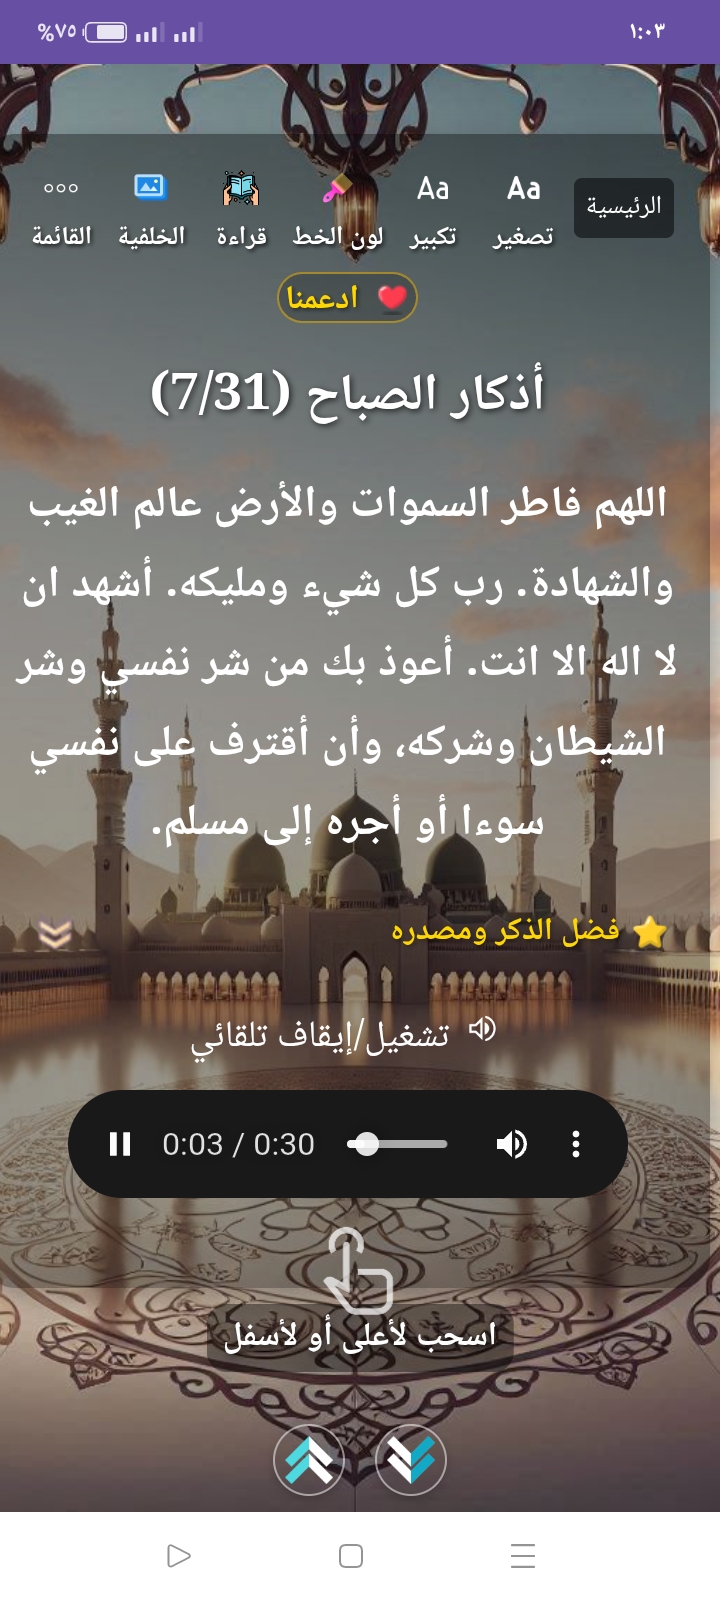 ١:٠٣
%٧٥
الرئيسية
Aa
تصغير
Aa
تكبير
لون الخط
قراءة
الخلفية
القائمة
ادعمنا
أذكار الصباح (7/31)
اللهم فاطر السموات والأرض عالم الغيب
والشهادة. رب كل شيء ومليكه. أشهد ان
لا اله الا انت. أعوذ بك من شر نفسي وشر
الشيطان وشركه، وأن أقترف على نفسي
سوءا أو أجره إلى مسلم.
فضل الذكر ومصدره
تشغيل/إيقاف تلقائي
0:03 / 0:30
اسحب لأعلى أو لأسفل